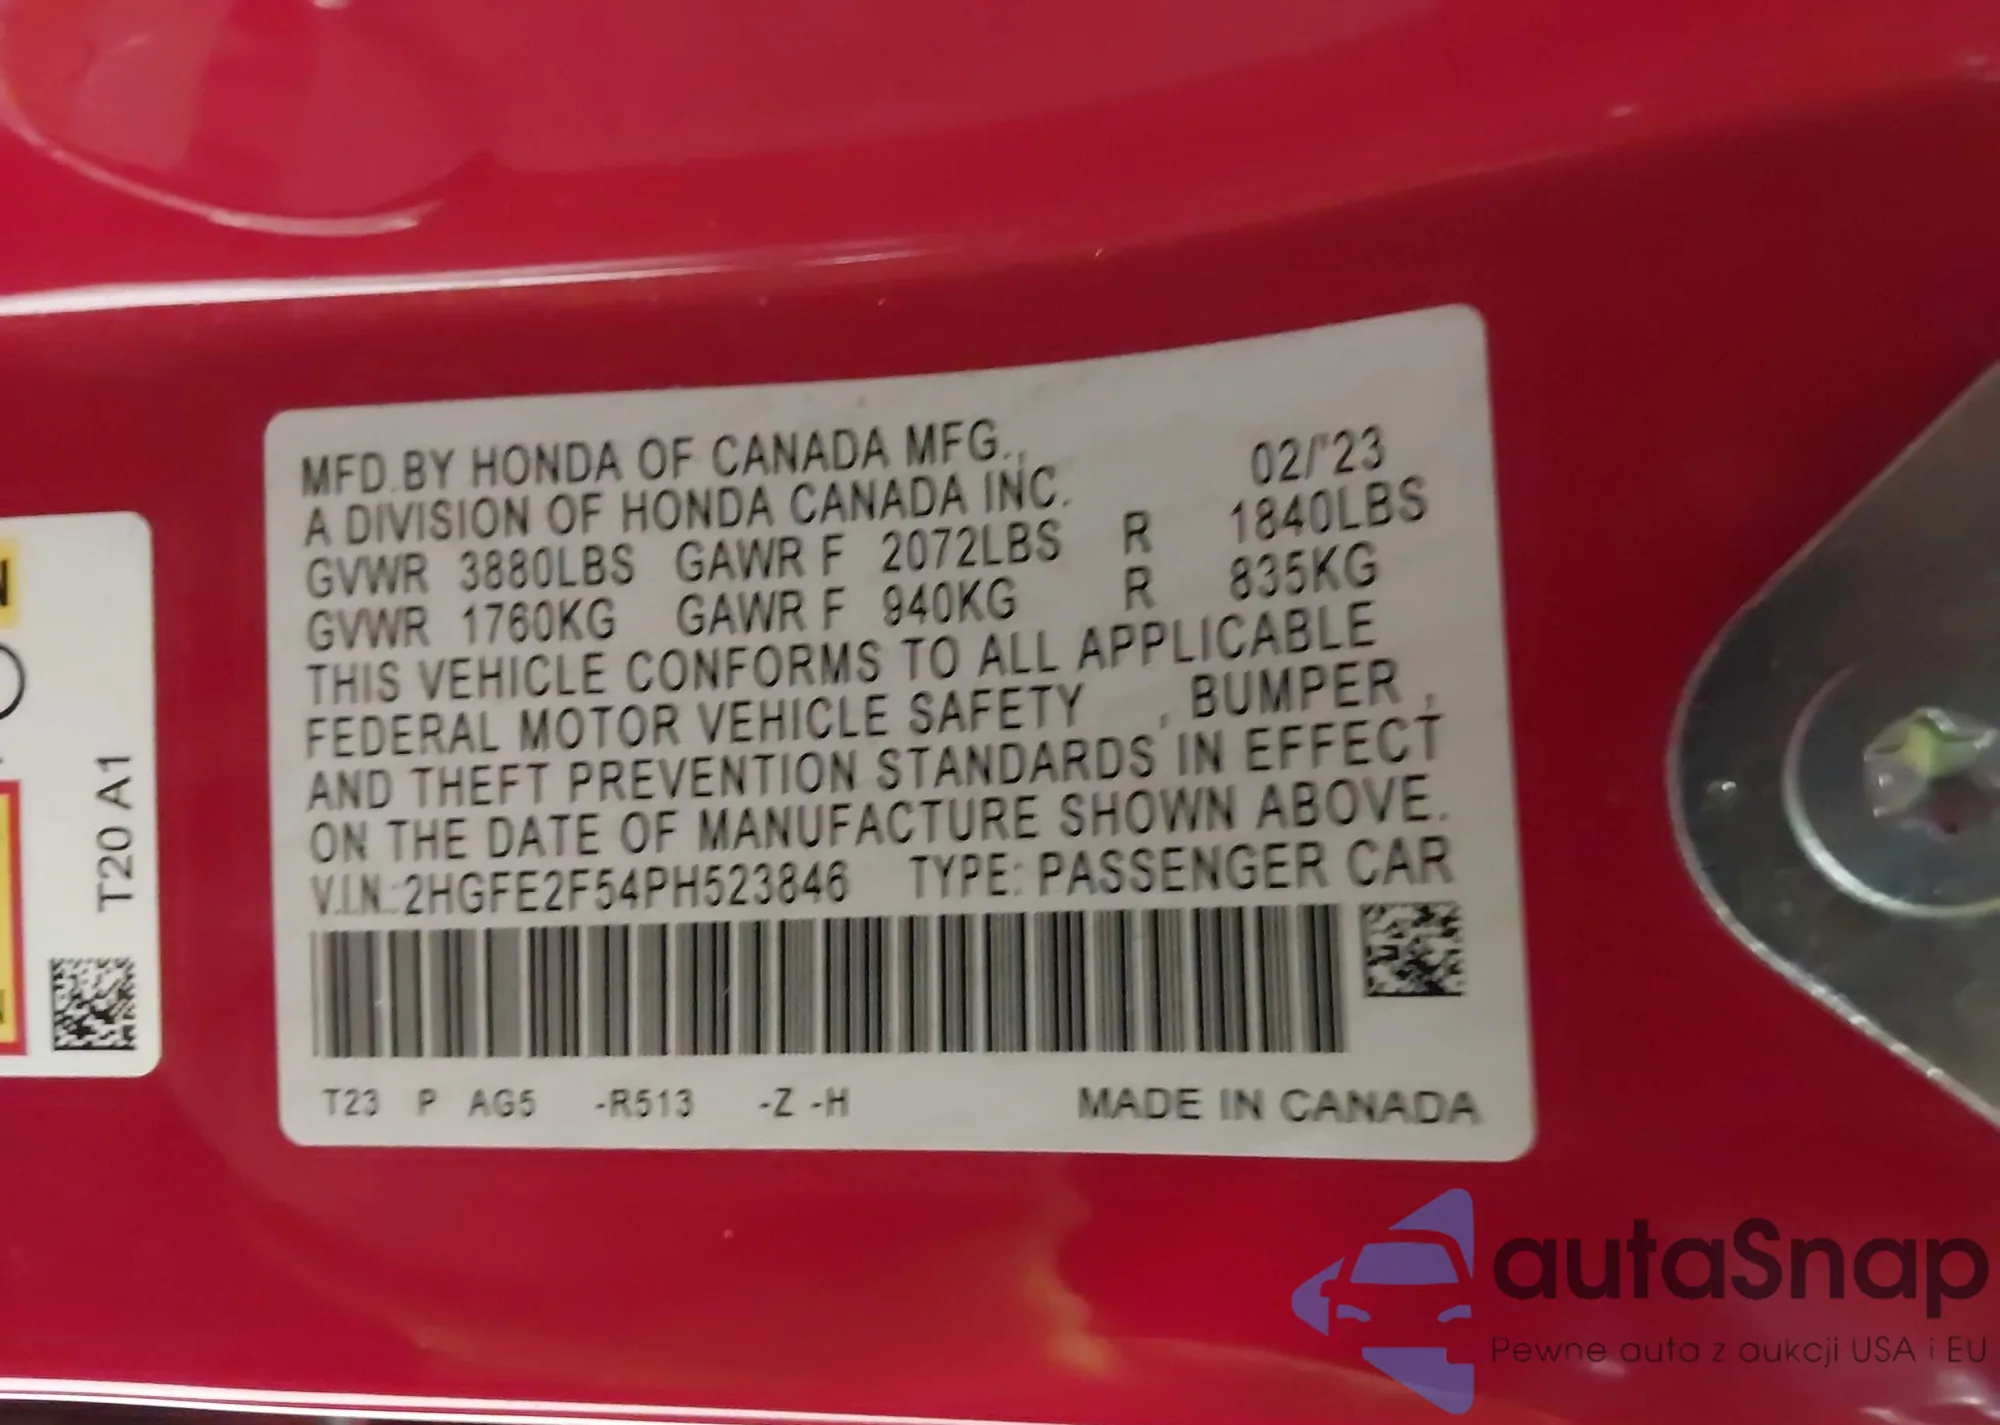 MFD.BY HONDA OF CANADA MFG.,
A DIVISION OF HONDA CANADA INC.
02/'23
GVWR 3880LBS GAWR F 2072LBS R 1840LBS
GVWR 1760KG GAWR F 940KG R 835KG
THIS VEHICLE CONFORMS TO ALL APPLICABLE
FEDERAL MOTOR VEHICLE SAFETY , BUMPER ,
AND THEFT PREVENTION STANDARDS IN EFFECT
ON THE DATE OF MANUFACTURE SHOWN ABOVE.
V.I.N.:2HGFE2F54PH523846 TYPE: PASSENGER CAR
T23 P AG5 -R513 -Z -H MADE IN CANADA
T20 A1
N
autaSnap
Pewne auta z aukcji USA i EU